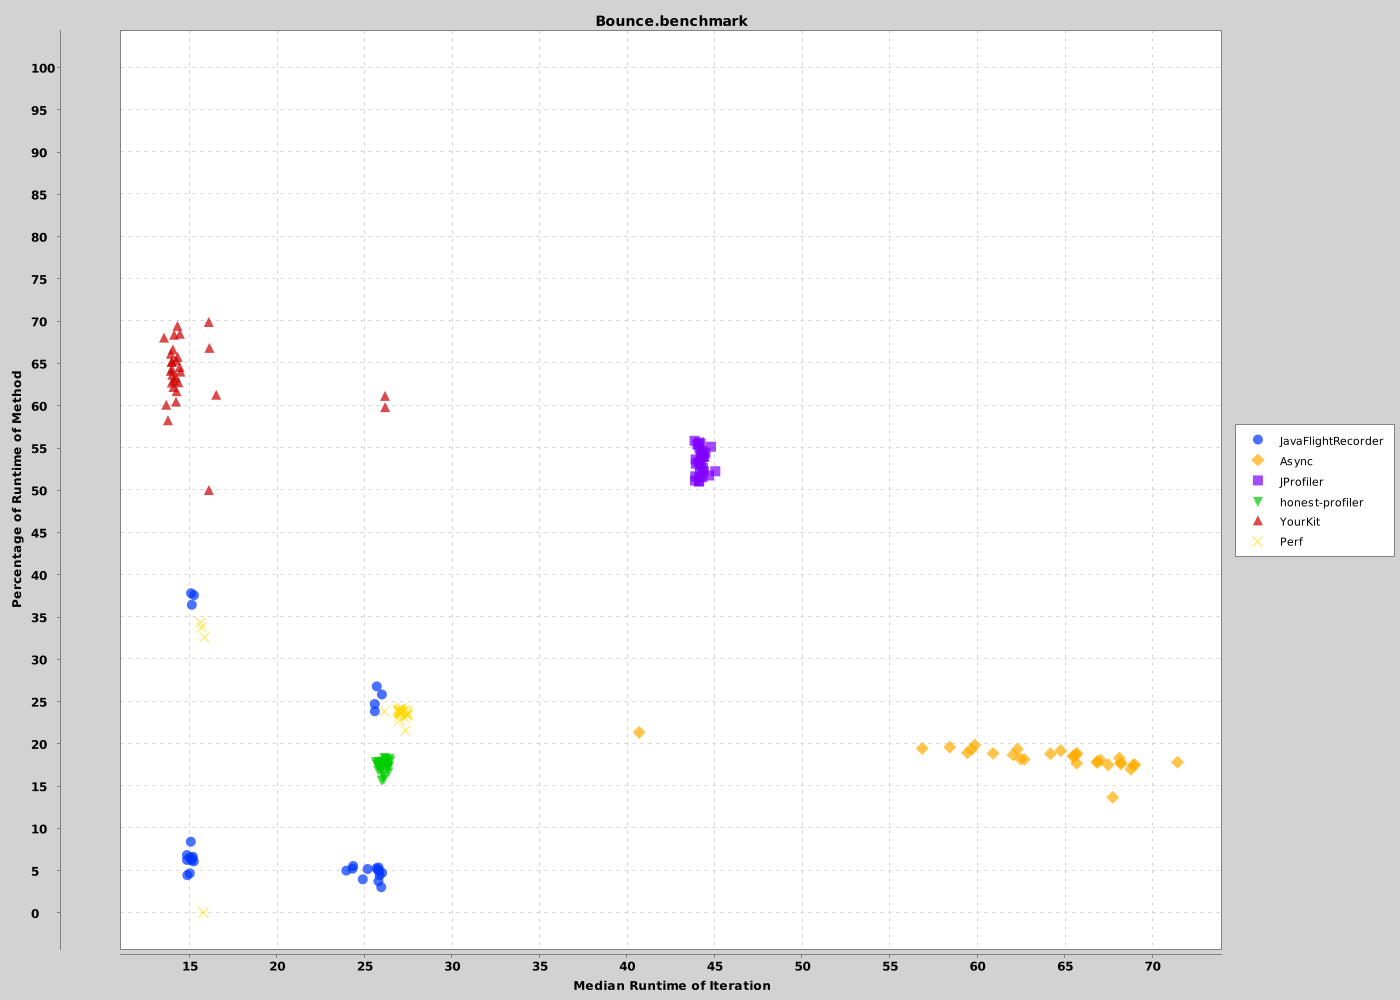 Bounce.benchmark
Percentage of Runtime of Method
100
95
90
85
80
75
70
65
60
55
50
45
40
35
30
25
20
15
10
5
0
15 20 25 30 35 40 45 50 55 60 65 70
Median Runtime of Iteration
JavaFlightRecorder
Async
JProfiler
honest-profiler
YourKit
Perf